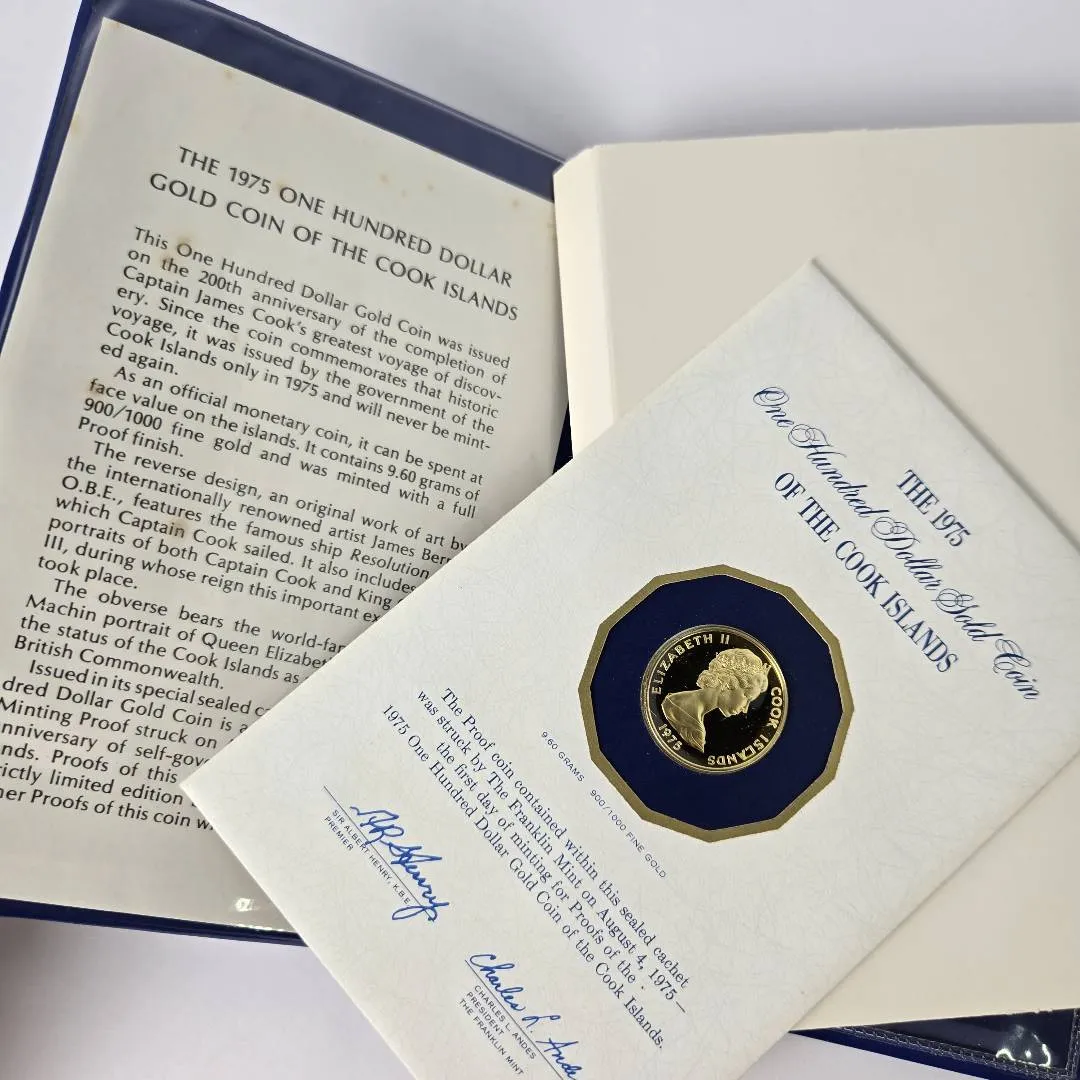 THE 1975 ONE HUNDRED DOLLAR
GOLD COIN OF THE COOK ISLANDS
This One Hundred Dollar Gold Coin was issued
on the 200th anniversary of the completion of
Captain James Cook's greatest voyage of discov-
ery. Since the coin commemorates that historic
voyage, it was issued by the government of the
Cook Islands only in 1975 and will never be mint-
ed again.
As an official monetary coin, it can be spent at
face value on the islands. It contains 9.60 grams of
900/1000 fine gold and was minted with a full
Proof finish.
The reverse design, an original work of art by
the internationally renowned artist James Berr
O.B.E., features the famous ship Resolution
which Captain Cook sailed. It also includes
portraits of both Captain Cook and King
III, during whose reign this important ex
took place.
The obverse bears the world-fa
Machin portrait of Queen Elizabet
the status of the Cook Islands as
British Commonwealth.
Issued in its special sealed c
dred Dollar Gold Coin is a
Minting Proof struck on
nniversary of self-gov
nds. Proofs of this
rictly limited edition
her Proofs of this coin w
THE 1975
One Hundred Dollar Gold Coin
OF THE COOK ISLANDS
ELIZABETH II
COOK ISLANDS
1975
9.60 GRAMS 900/1000 FINE GOLD
The Proof coin contained within this sealed cachet
was struck by The Franklin Mint on August 4, 1975—
the first day of minting for Proofs of the
1975 One Hundred Dollar Gold Coin of the Cook Islands.
SIR ALBERT HENRY, K.B.E.
PREMIER
Charles L. Ande
CHARLES L. ANDES
PRESIDENT
THE FRANKLIN MINT